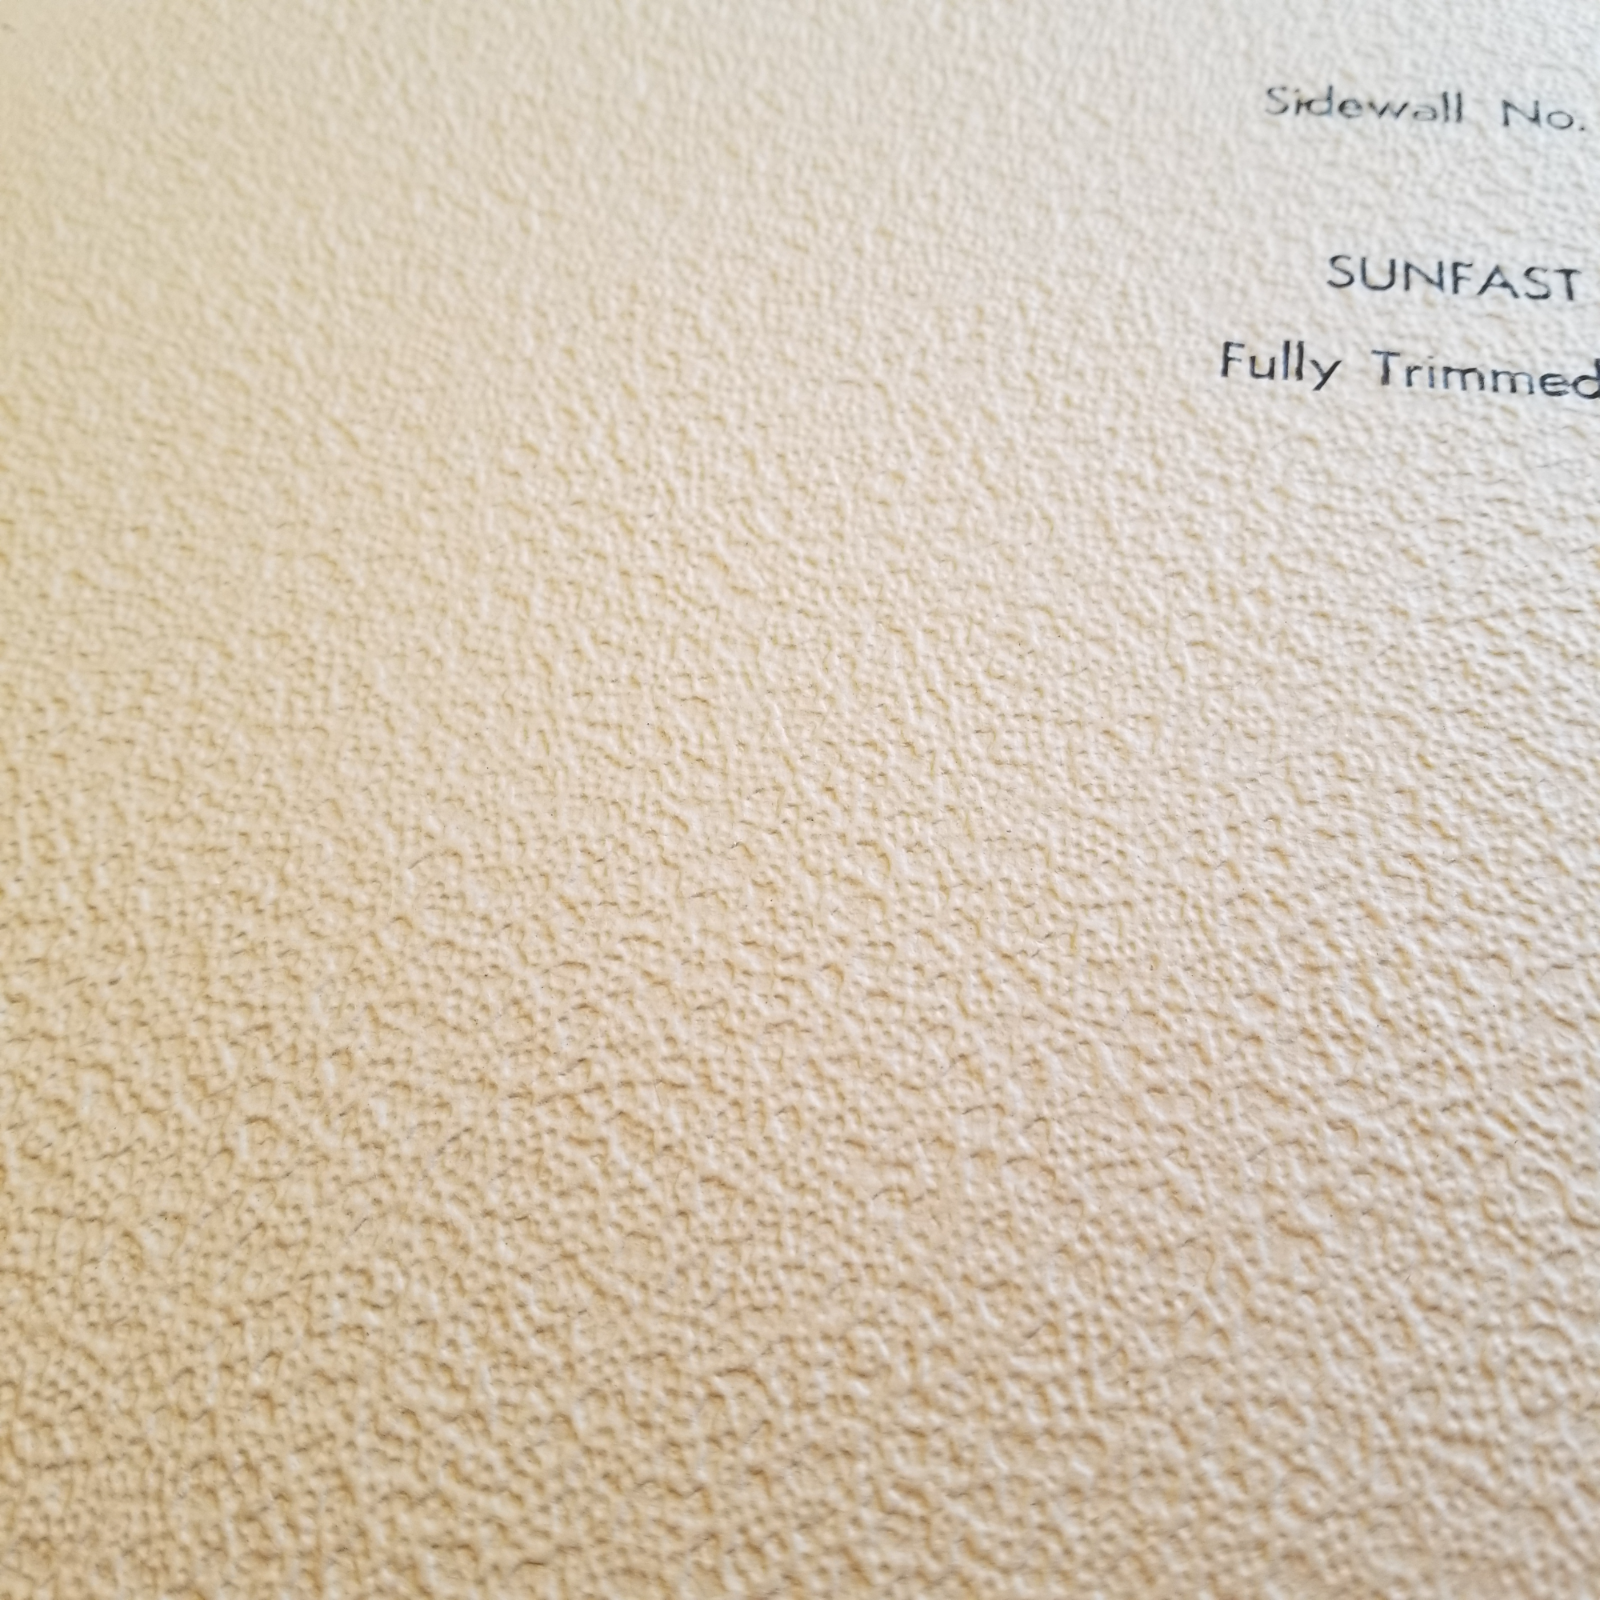 Sidewall No.
SUNFAST
Fully Trimmed